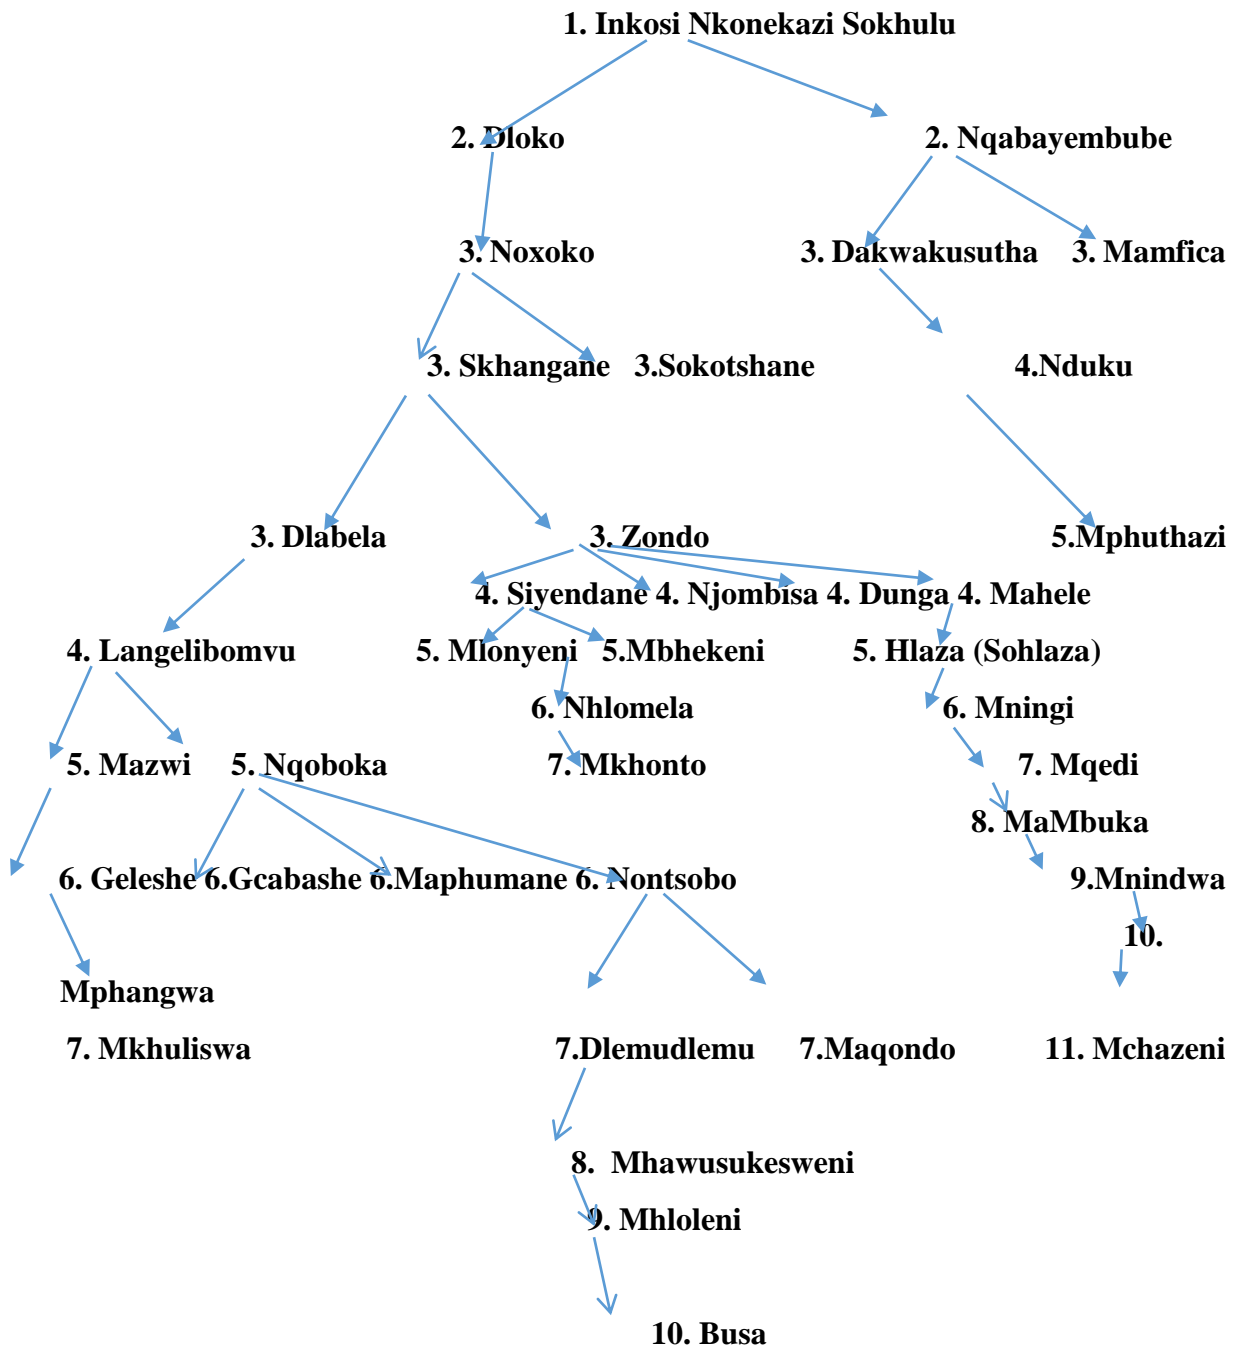 1. Inkosi Nkonekazi Sokhulu
2. Dloko 2. Nqabayembube
3. Noxoko 3. Dakwakusutha 3. Mamfica
3. Skhangane 3.Sokotshane 4.Nduku
3. Dlabela 3. Zondo 5.Mphuthazi
4. Siyendane 4. Njombisa 4. Dunga 4. Mahele
4. Langelibomvu 5. Mlonyeni 5.Mbhekeni 5. Hlaza (Sohlaza)
6. Nhlomela 6. Mningi
5. Mazwi 5. Nqoboka 7. Mkhonto 7. Mqedi
8. MaMbuka
6. Geleshe 6.Gcabashe 6.Maphumane 6. Nontsobo 9.Mnindwa
10.
Mphangwa
7. Mkhuliswa 7.Dlemudlemu 7.Maqondo 11. Mchazeni
8. Mhawusukesweni
9. Mhloleni
10. Busa